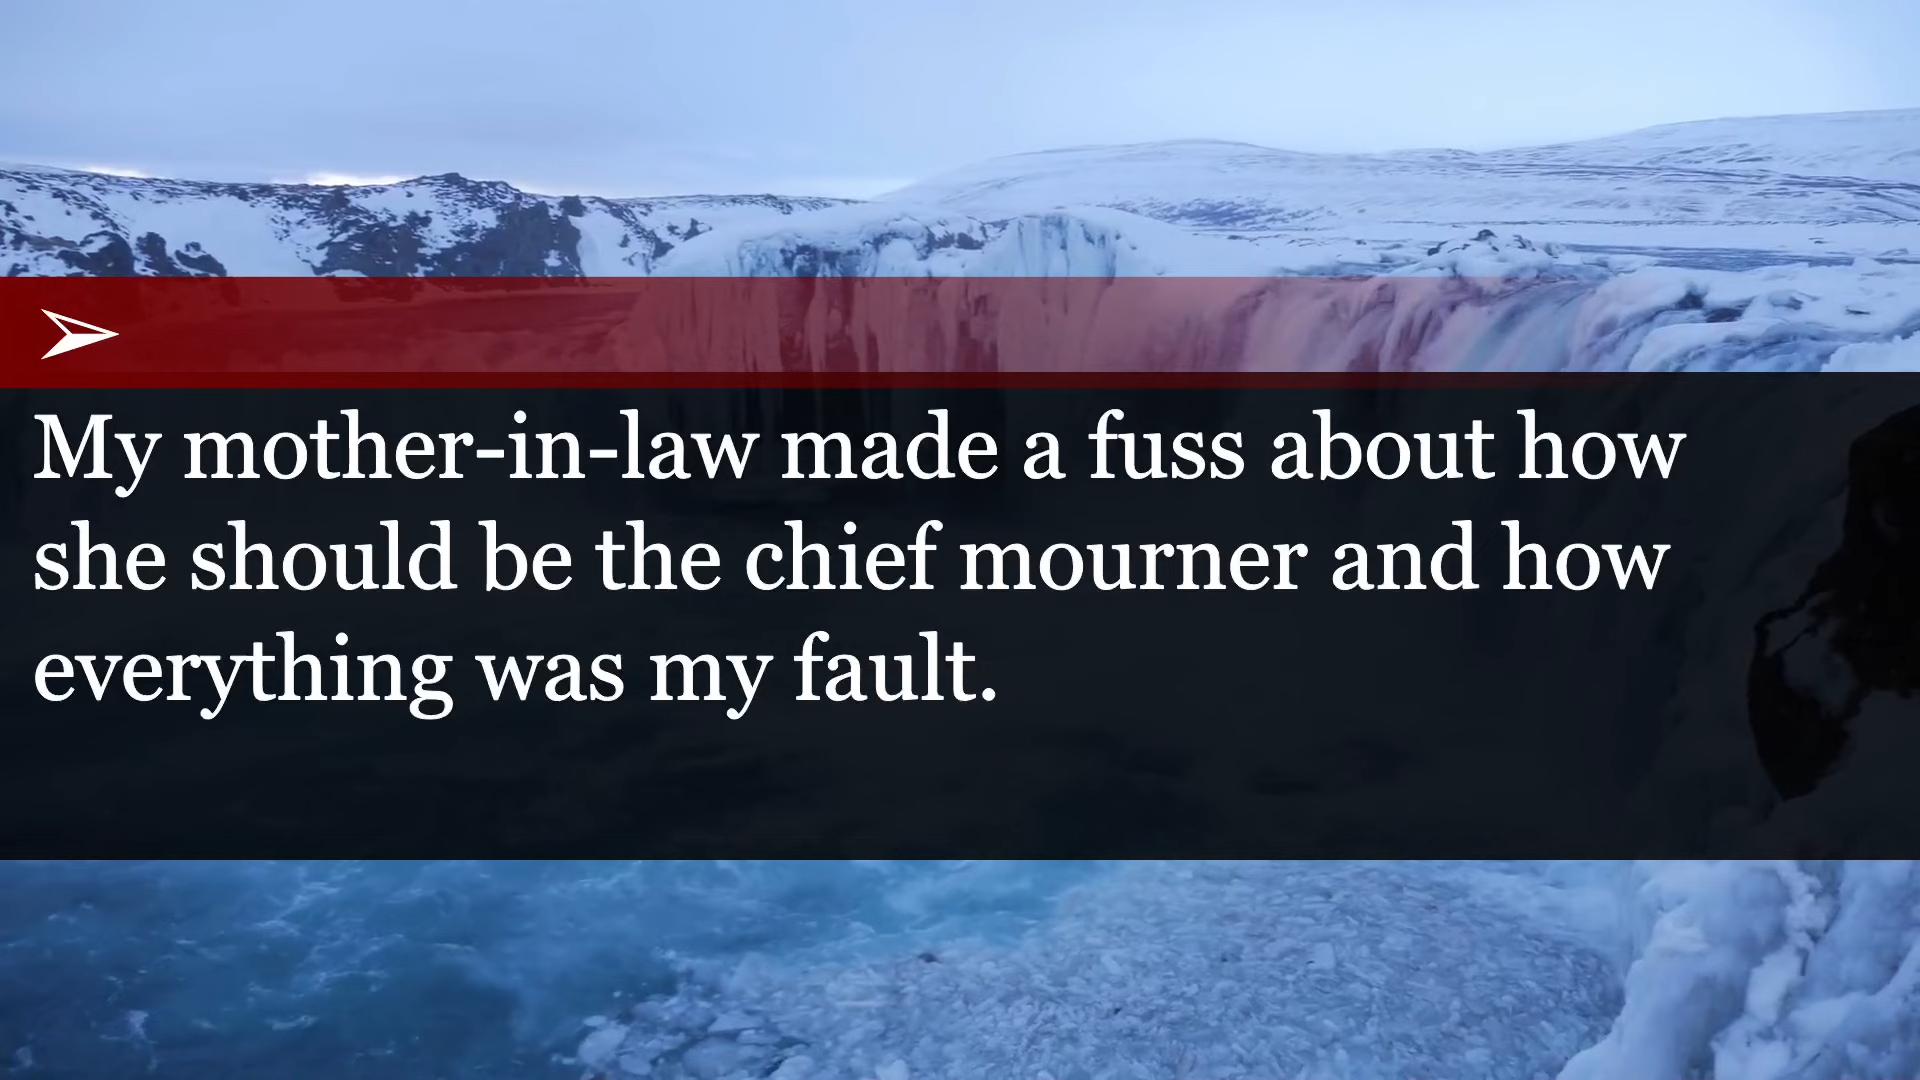 My mother-in-law made a fuss about how
she should be the chief mourner and how
everything was my fault.